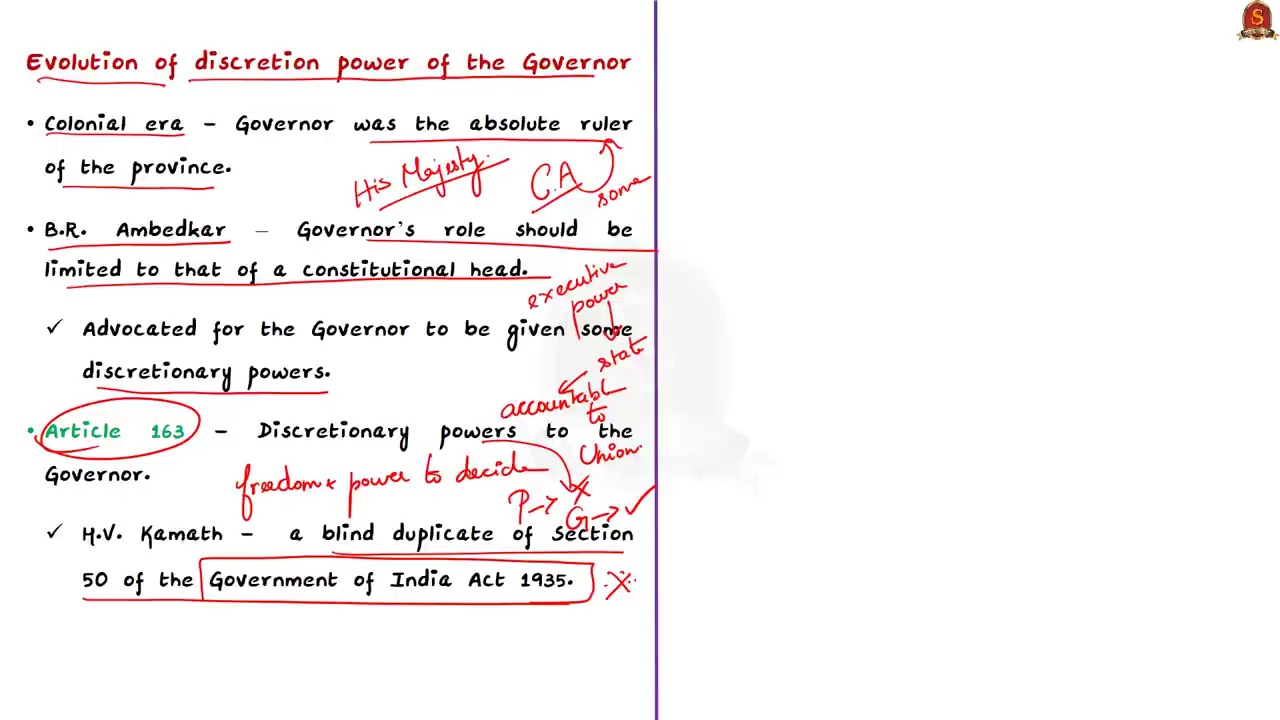 Evolution of discretion power of the Governor
• Colonial era – Governor was the absolute ruler
of the province.
His Majesty.
C.A
some
• B.R. Ambedkar – Governor's role should be
limited to that of a constitutional head.
executive
power
✓ Advocated for the Governor to be given some
state
discretionary powers.
accountabl
to
• Article 163 – Discretionary powers to the
Union.
Governor.
freedom + power to decide
P → X
G → ✓
✓ H.V. Kamath – a blind duplicate of Section
50 of the Government of India Act 1935.
X
S